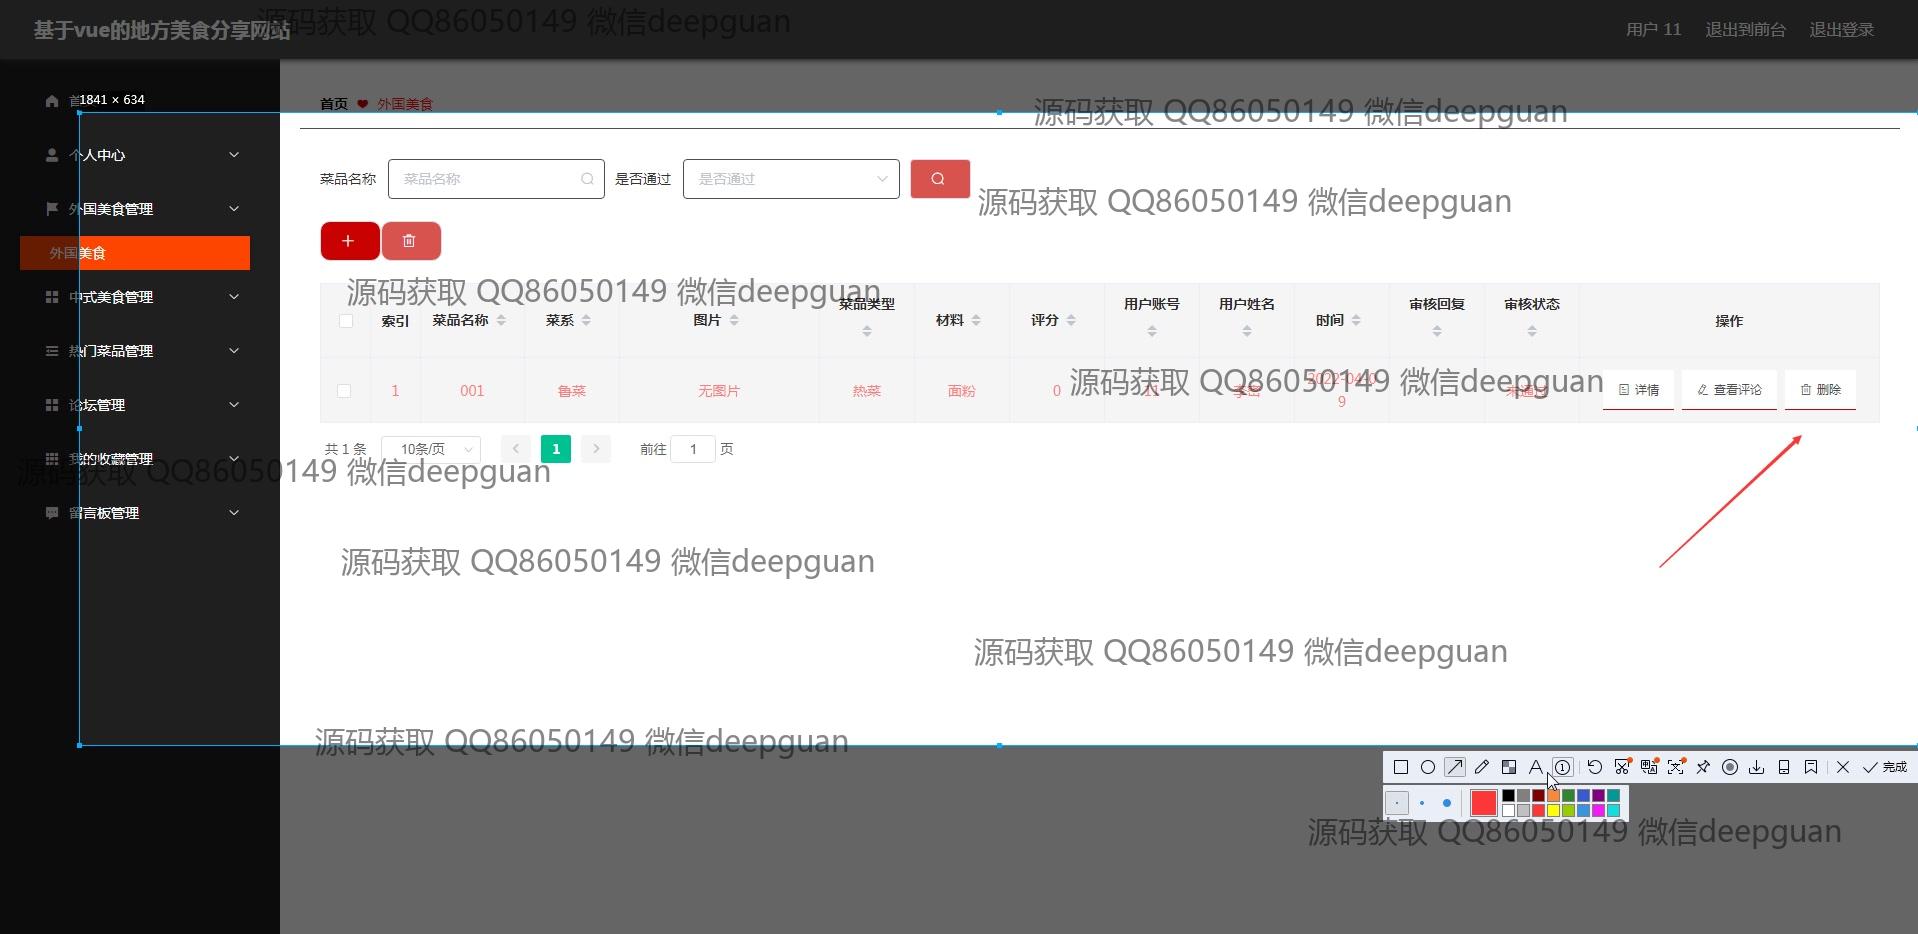 基于vue的地方美食分享网站
源码获取 QQ86050149 微信deepguan
用户 11 退出到前台 退出登录
1841 × 634
首页 外国美食
源码获取 QQ86050149 微信deepguan
个人中心
菜品名称 菜品名称 是否通过 是否通过
源码获取 QQ86050149 微信deepguan
外国美食管理
外国美食
源码获取 QQ86050149 微信deepguan
中式美食管理
索引 菜品名称 菜系 图片 菜品类型 材料 评分 用户账号 用户姓名 时间 审核回复 审核状态 操作
热门菜品管理
源码获取 QQ86050149 微信deepguan
1 001 鲁菜 无图片 热菜 面粉 0 11 2022-04-09 未通过 详情 查看评论 删除
论坛管理
共 1 条 10条/页 1 前往 1 页
我的收藏管理
源码获取 QQ86050149 微信deepguan
留言板管理
源码获取 QQ86050149 微信deepguan
源码获取 QQ86050149 微信deepguan
源码获取 QQ86050149 微信deepguan
完成
源码获取 QQ86050149 微信deepguan